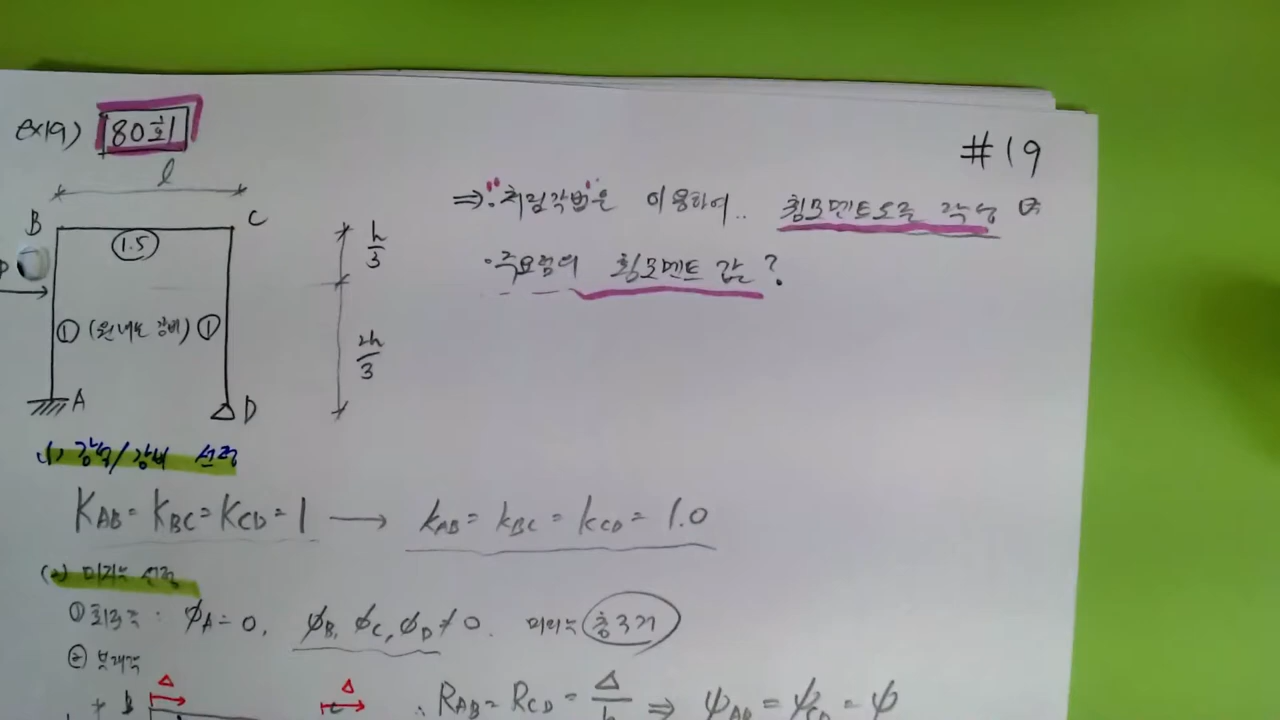 ex19) 80회
#19
l
⇒ "처짐각법"을 이용하여.. 휨모멘트도를 작성 및
· 주요점의 휨모멘트 값은?
B
C
1.5
h/3
P
① (원내는 강비) ①
2h/3
A
D
(1) 강성/강비 산정
KAB = KBC = KCD = 1 → kAB = kBC = kCD = 1.0
(2) 미지수 산정
① 회전각 : φA = 0, φB, φC, φD ≠ 0. 미지수 총3개
② 부재각
Δ
Δ
∴ RAB = RCD = Δ/h ⇒ ψAB = ψCD = ψ